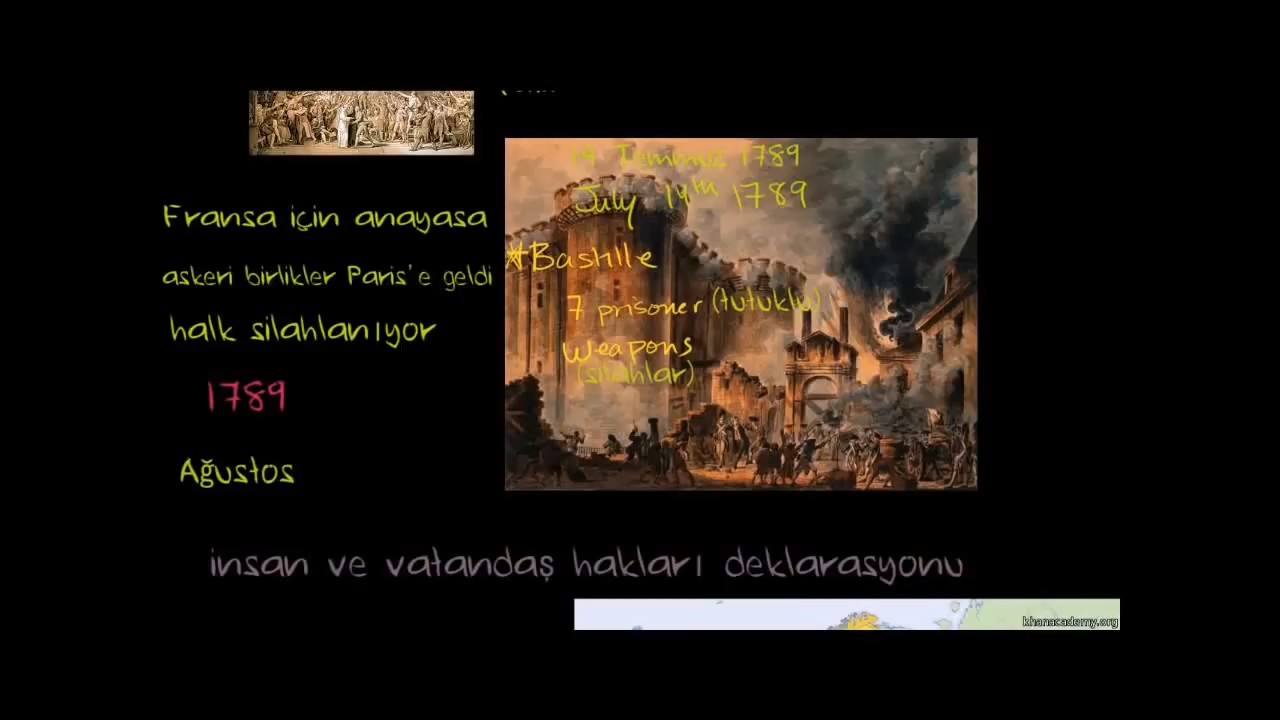 Fransa için anayasa
askeri birlikler Paris'e geldi
halk silahlanıyor
1789
Ağustos
14 Temmuz 1789
July 14th 1789
*Bastille
7 prisoner (tutuklu)
Weapons
(silahlar)
insan ve vatandaş hakları deklarasyonu
khanacademy.org